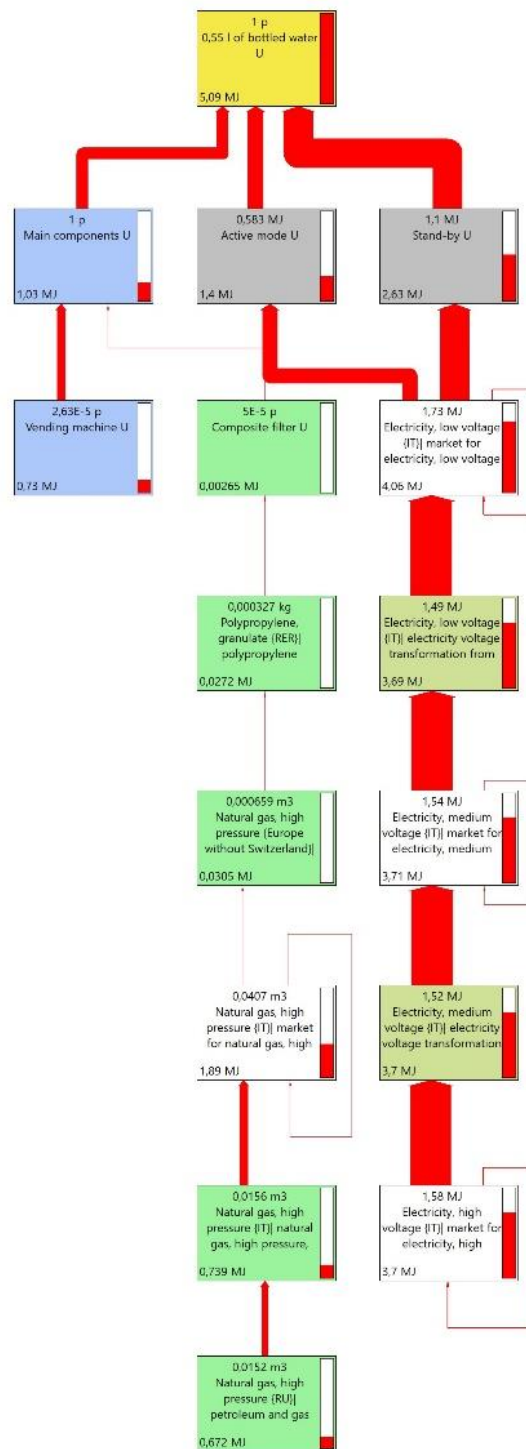 1 p
0,55 l of bottled water
U
5,09 MJ
1 p
Main components U
1,03 MJ
0,583 MJ
Active mode U
1,4 MJ
1,1 MJ
Stand-by U
2,63 MJ
2,63E-5 p
Vending machine U
0,73 MJ
5E-5 p
Composite filter U
0,00265 MJ
1,73 MJ
Electricity, low voltage
{IT}| market for
electricity, low voltage
4,06 MJ
0,000327 kg
Polypropylene,
granulate {RER}|
polypropylene
0,0272 MJ
1,49 MJ
Electricity, low voltage
{IT}| electricity voltage
transformation from
3,69 MJ
0,000659 m3
Natural gas, high
pressure {Europe
without Switzerland}|
0,0305 MJ
1,54 MJ
Electricity, medium
voltage {IT}| market for
electricity, medium
3,71 MJ
0,0407 m3
Natural gas, high
pressure {IT}| market
for natural gas, high
1,89 MJ
1,52 MJ
Electricity, medium
voltage {IT}| electricity
voltage transformation
3,7 MJ
0,0156 m3
Natural gas, high
pressure {IT}| natural
gas, high pressure,
0,739 MJ
1,58 MJ
Electricity, high
voltage {IT}| market for
electricity, high
3,7 MJ
0,0152 m3
Natural gas, high
pressure {RU}|
petroleum and gas
0,672 MJ